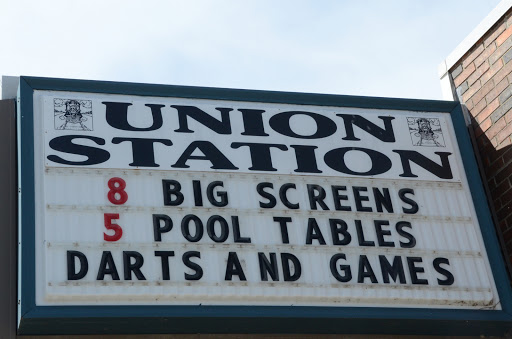 UNION
STATION
8 BIG SCREENS
5 POOL TABLES
DARTS AND GAMES